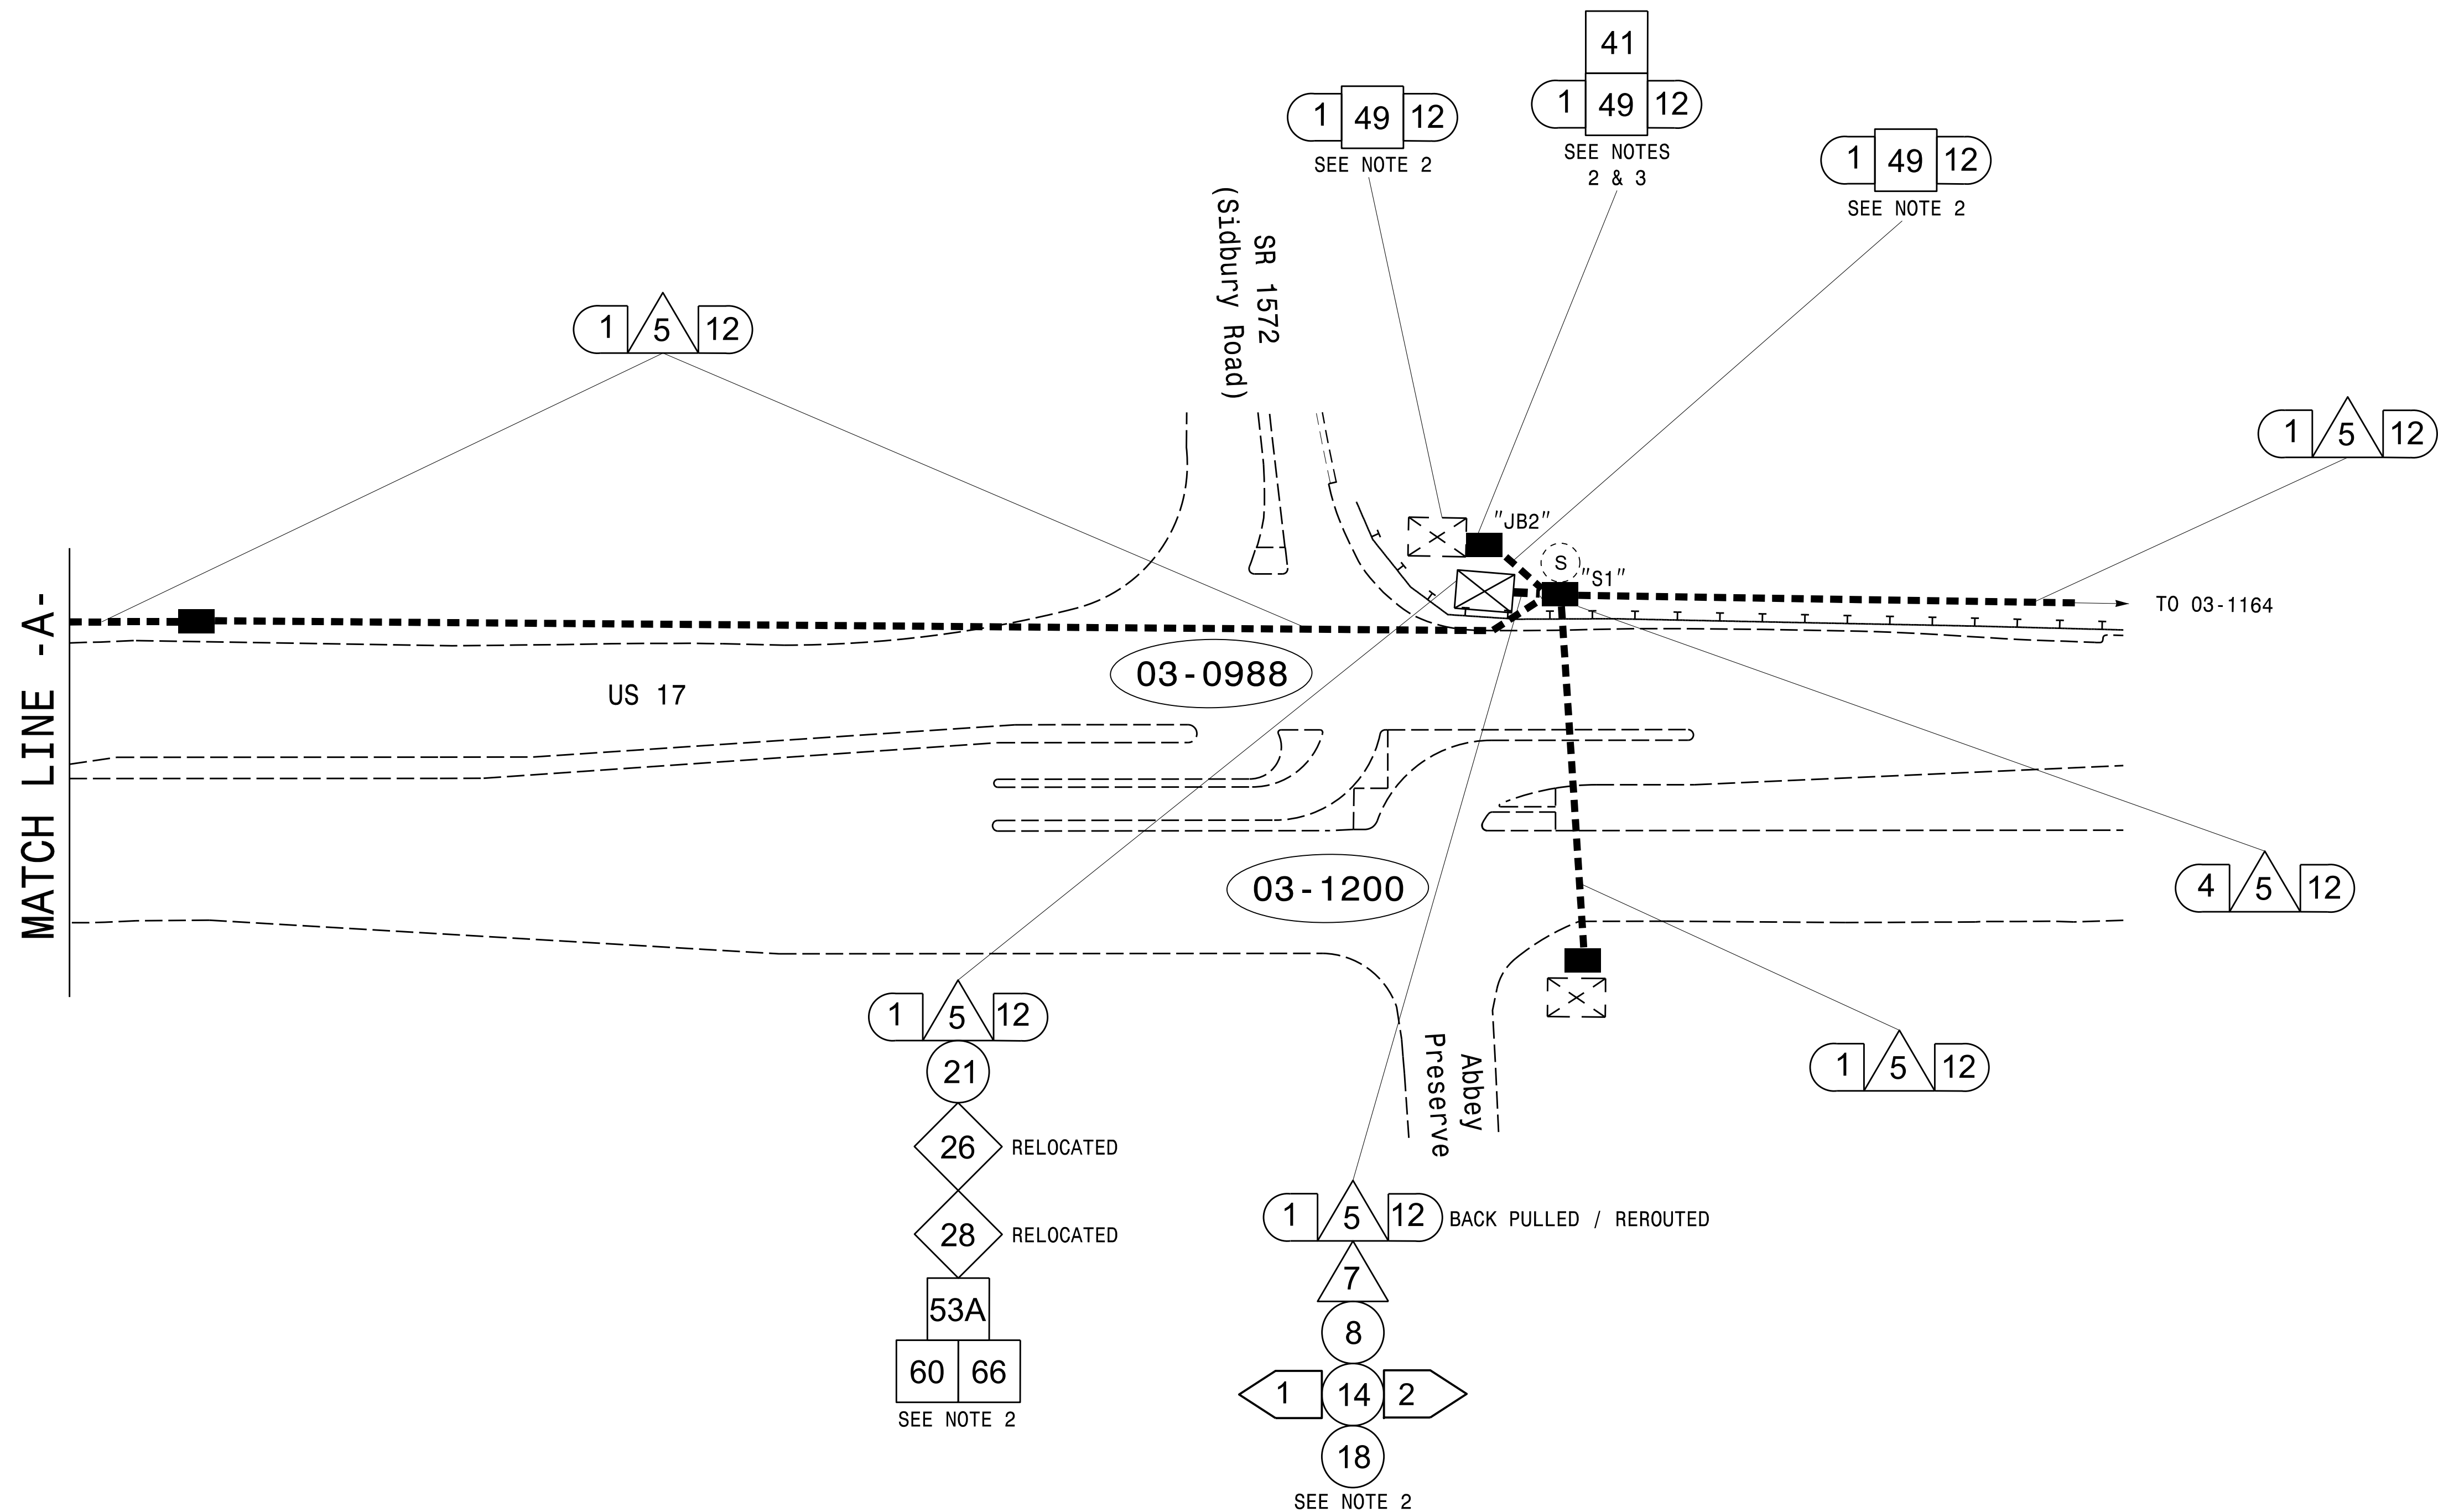 41
1 49 12
SEE NOTES
2 & 3
1 49 12
SEE NOTE 2
1 49 12
SEE NOTE 2
SR 1572
(Sidbury Road)
1 5 12
1 5 12
"JB2"
S
"S1"
TO 03-1164
MATCH LINE -A-
03-0988
US 17
03-1200
4 5 12
1 5 12
21
26 RELOCATED
28 RELOCATED
53A
60 66
SEE NOTE 2
Abbey
Preserve
1 5 12
1 5 12 BACK PULLED / REROUTED
7
8
1 14 2
18
SEE NOTE 2